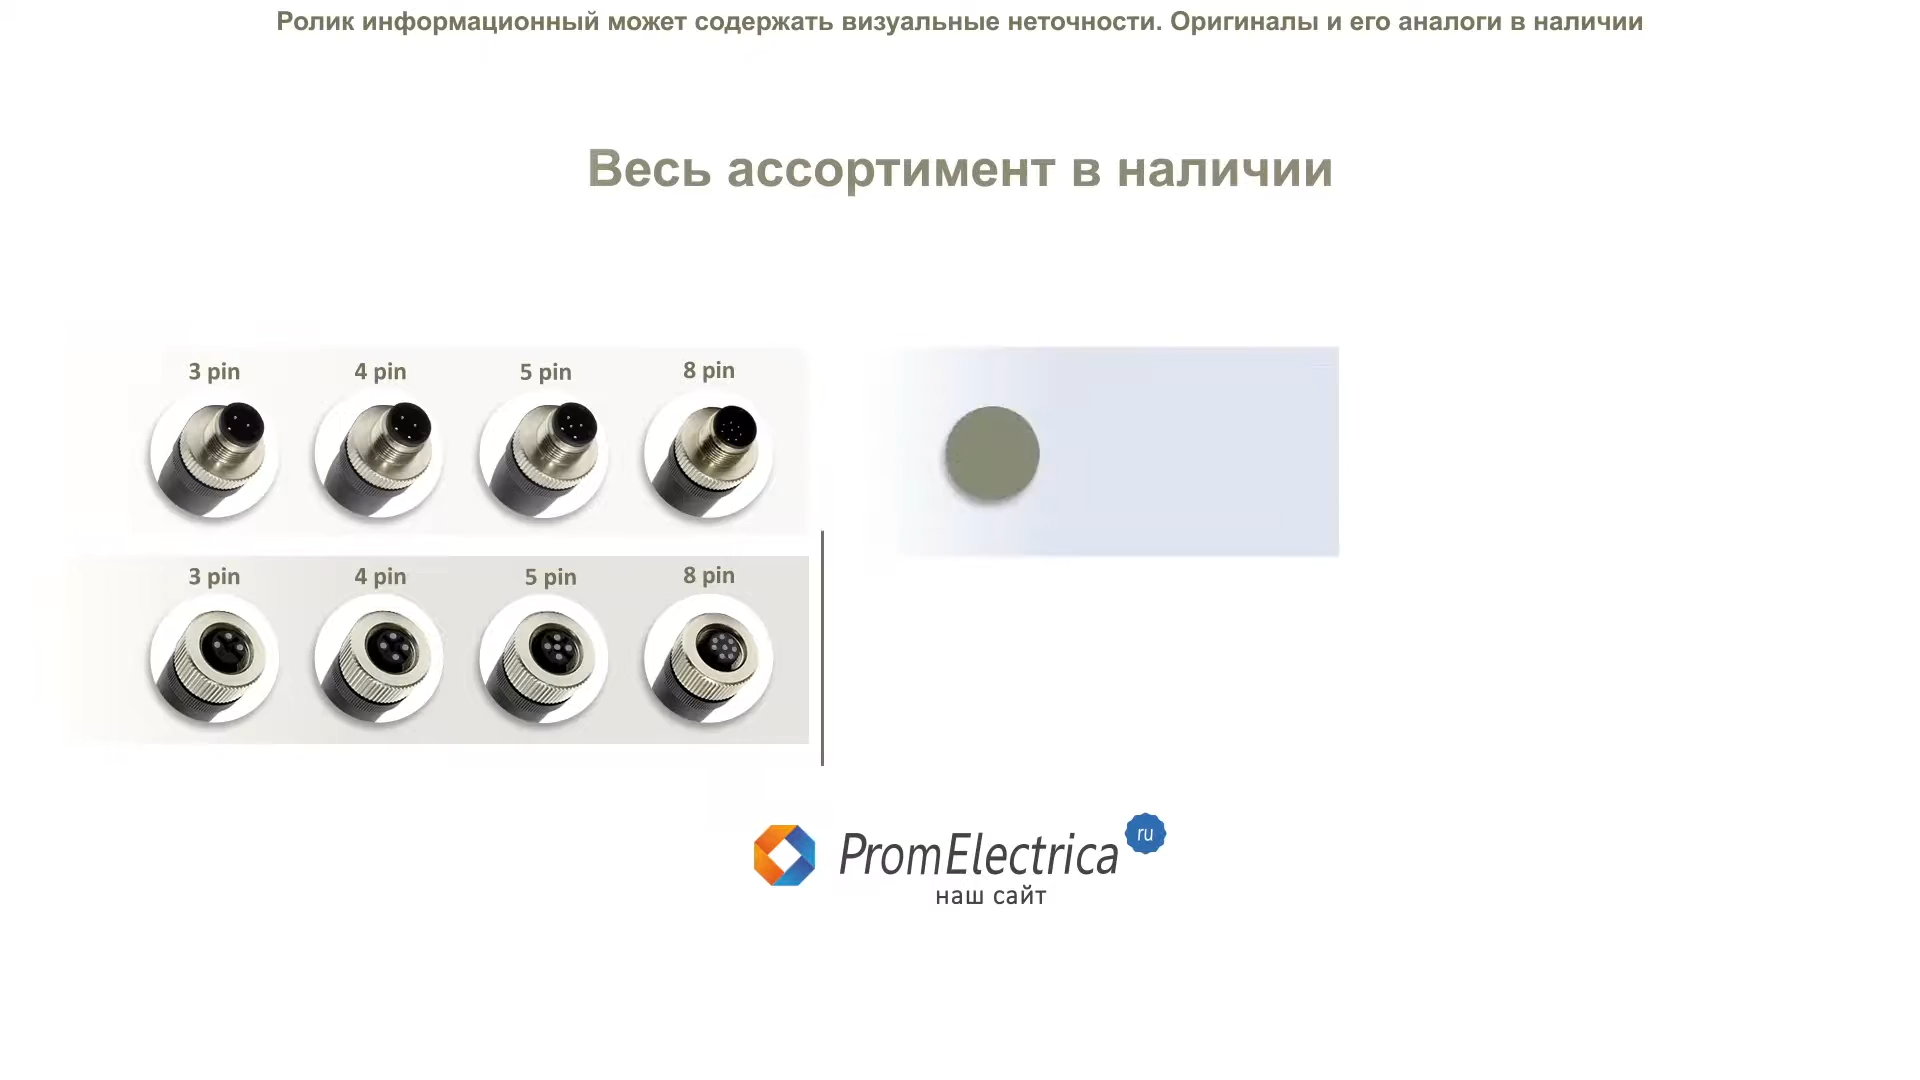 Ролик информационный может содержать визуальные неточности. Оригиналы и его аналоги в наличии
Весь ассортимент в наличии
3 pin 4 pin 5 pin 8 pin
3 pin 4 pin 5 pin 8 pin
PromElectrica ru
наш сайт